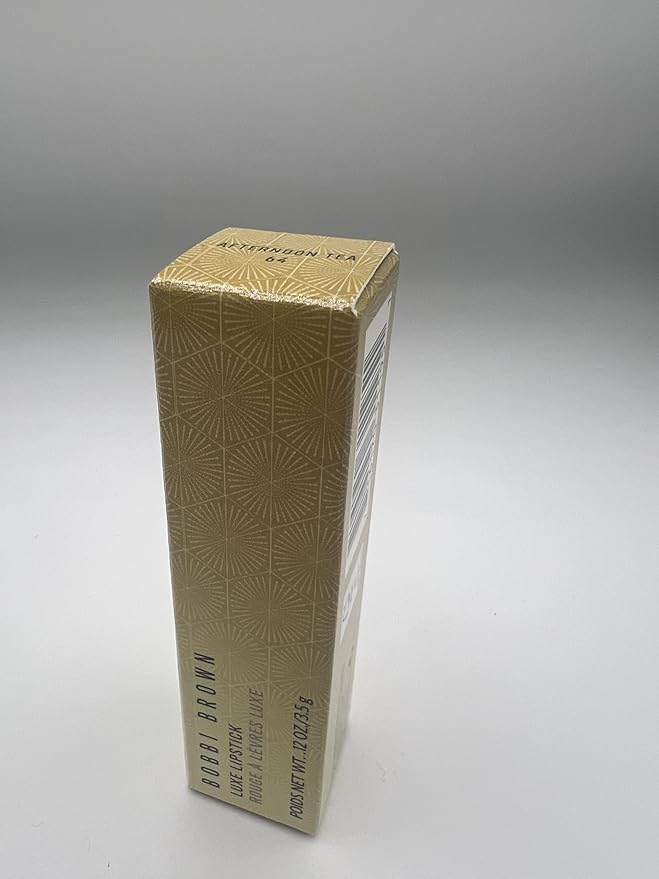 AFTERNOON TEA
64
BOBBI BROWN
LUXE LIPSTICK
ROUGE À LÈVRES LUXE
POIDS NET WT. .12 OZ/3.5 g